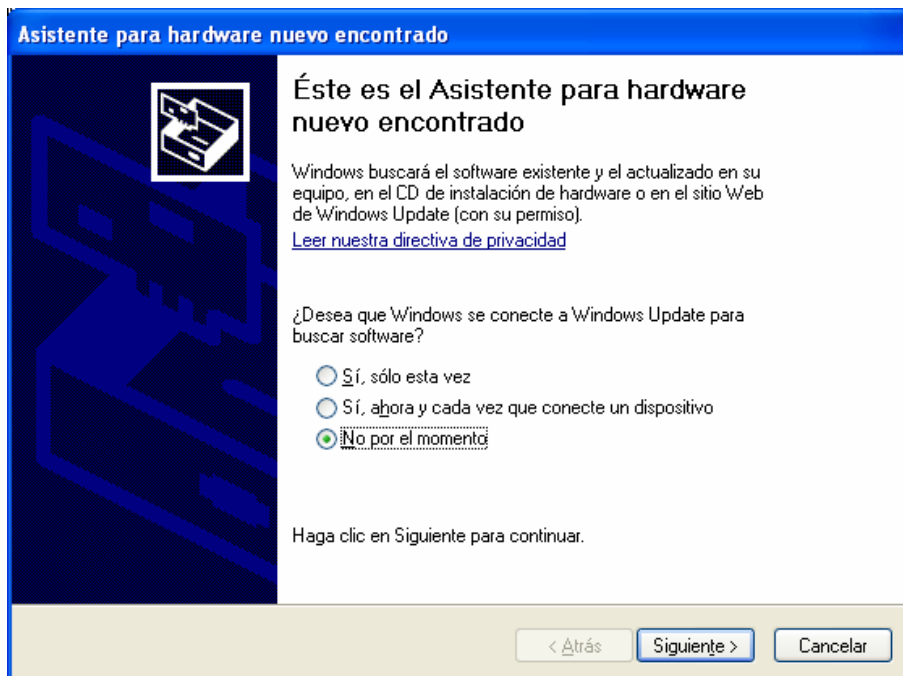 Asistente para hardware nuevo encontrado
Éste es el Asistente para hardware
nuevo encontrado
Windows buscará el software existente y el actualizado en su
equipo, en el CD de instalación de hardware o en el sitio Web
de Windows Update (con su permiso).
Leer nuestra directiva de privacidad
¿Desea que Windows se conecte a Windows Update para
buscar software?
Sí, sólo esta vez
Sí, ahora y cada vez que conecte un dispositivo
No por el momento
Haga clic en Siguiente para continuar.
< Atrás
Siguiente >
Cancelar